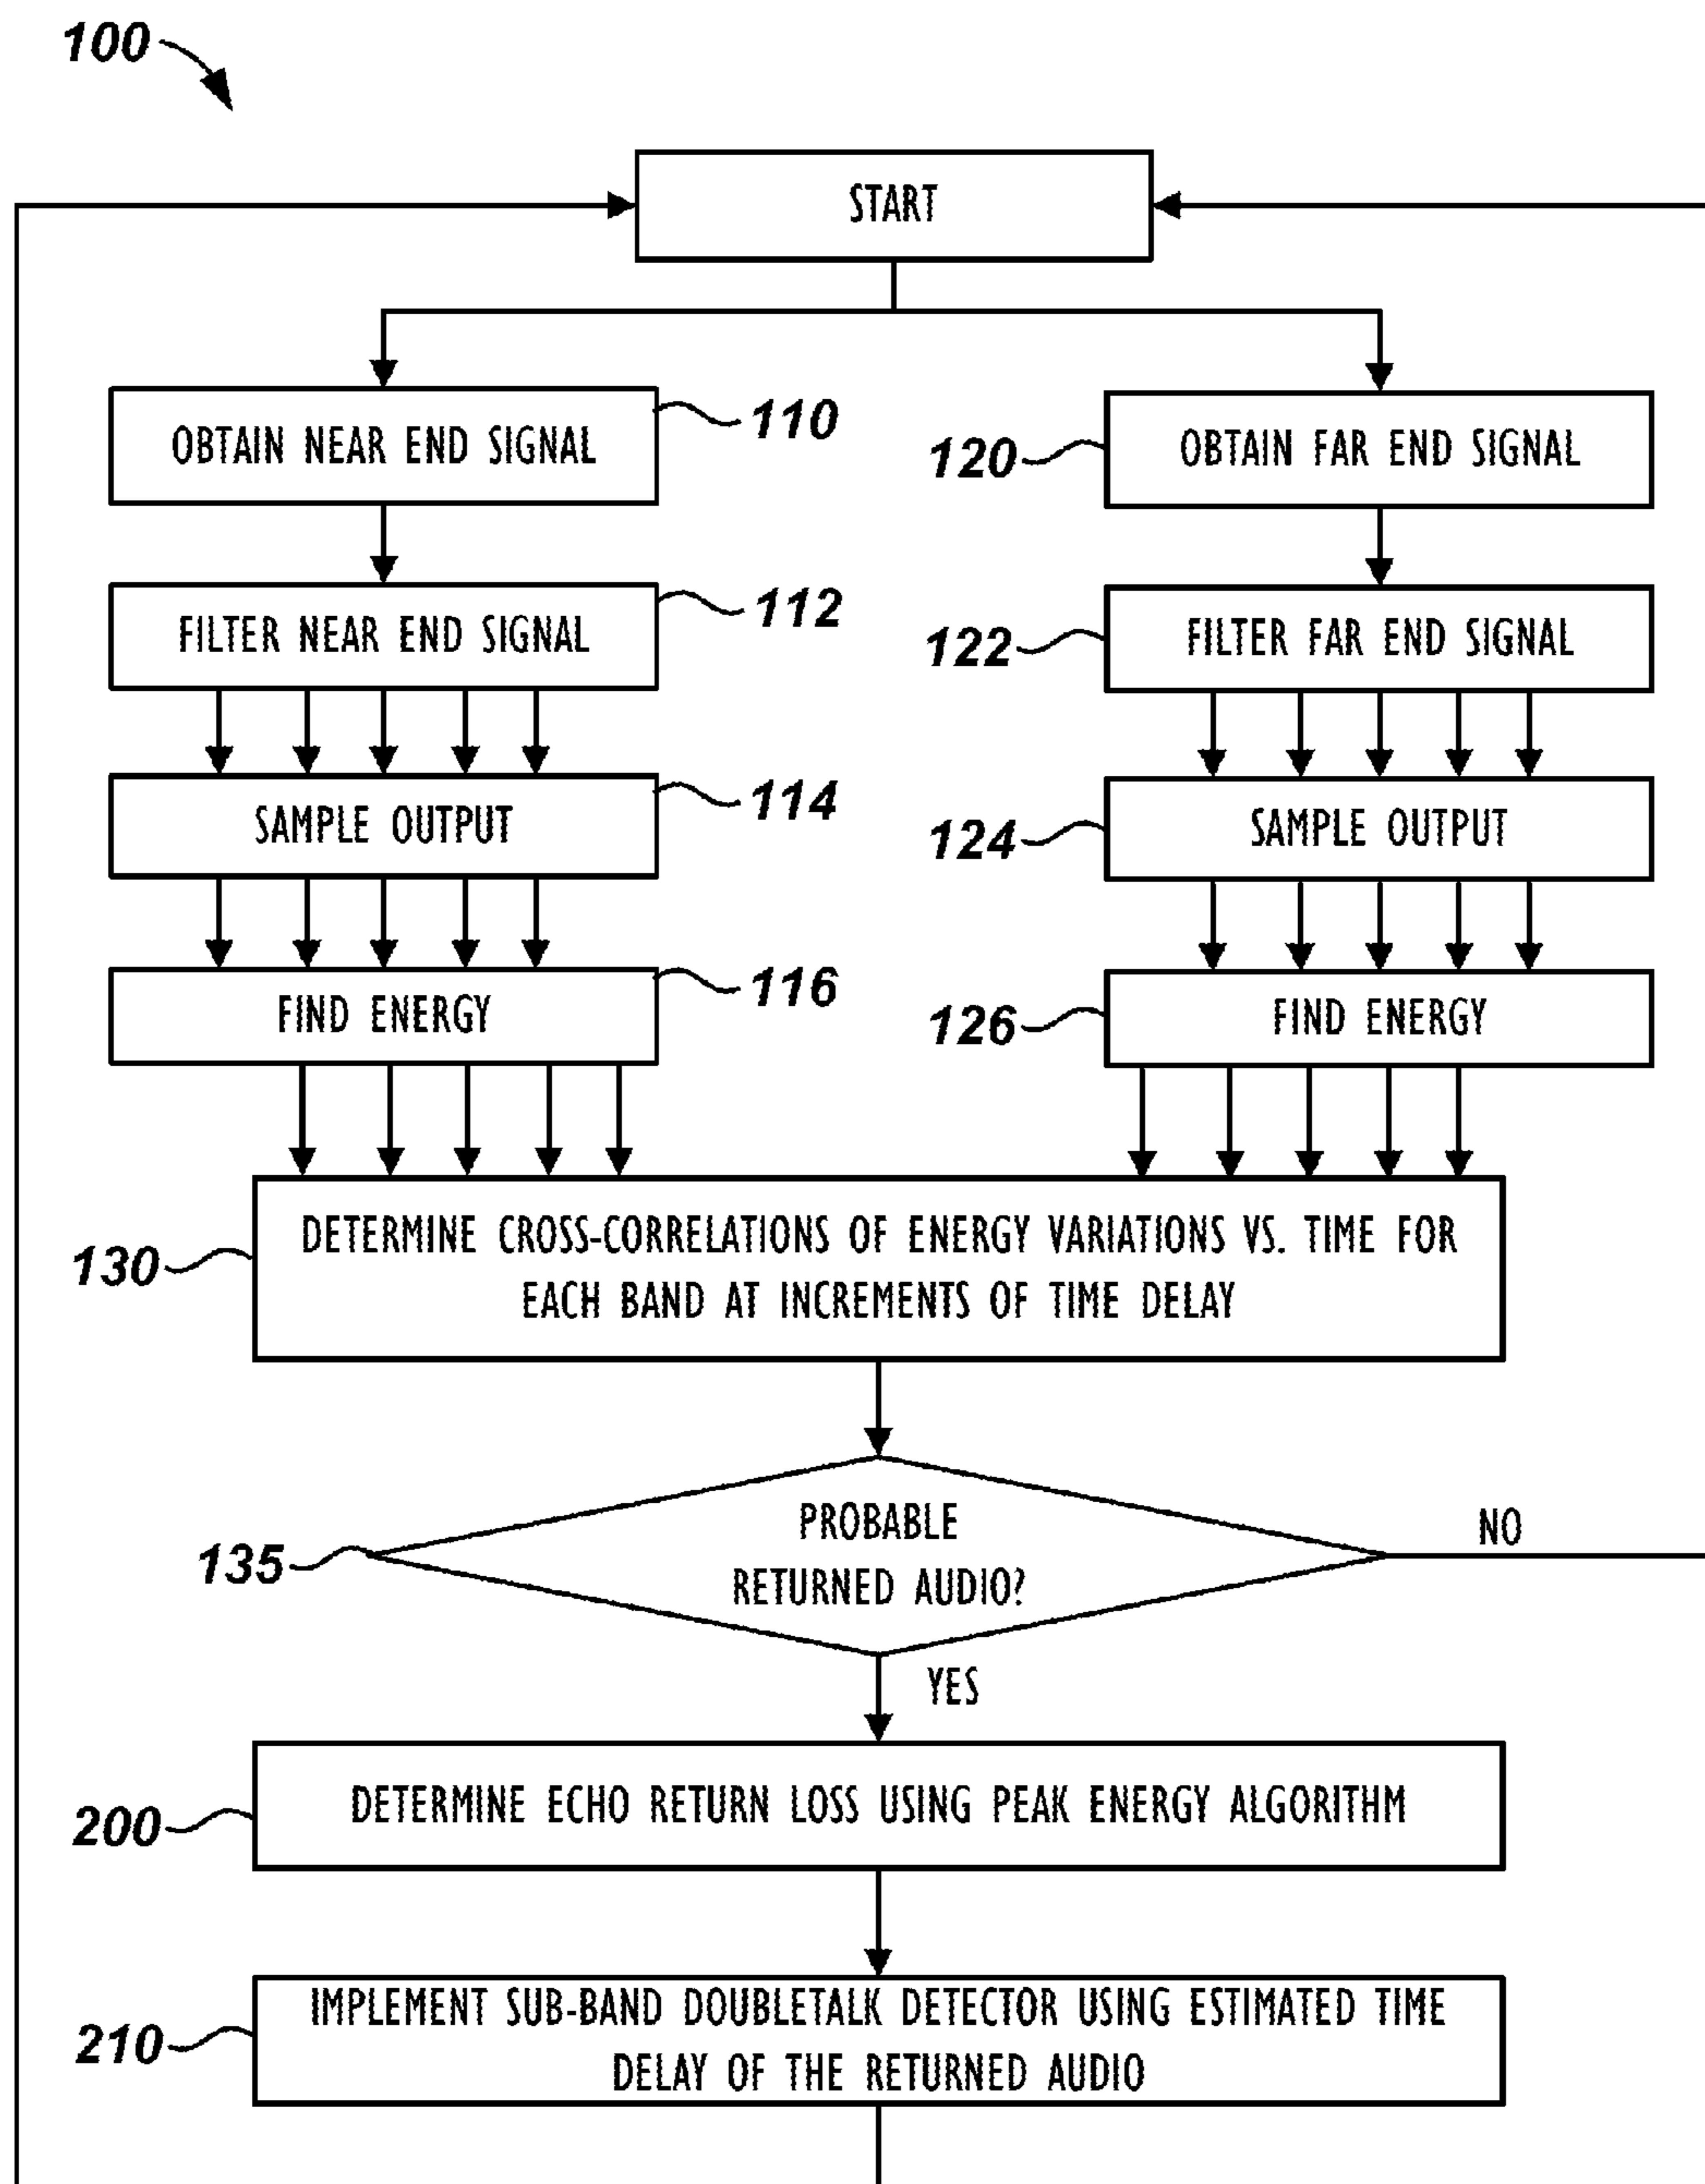 100
START
OBTAIN NEAR END SIGNAL
110
120
OBTAIN FAR END SIGNAL
FILTER NEAR END SIGNAL
112
122
FILTER FAR END SIGNAL
SAMPLE OUTPUT
114
124
SAMPLE OUTPUT
FIND ENERGY
116
126
FIND ENERGY
130
DETERMINE CROSS-CORRELATIONS OF ENERGY VARIATIONS VS. TIME FOR
EACH BAND AT INCREMENTS OF TIME DELAY
135
PROBABLE
RETURNED AUDIO?
NO
YES
200
DETERMINE ECHO RETURN LOSS USING PEAK ENERGY ALGORITHM
210
IMPLEMENT SUB-BAND DOUBLETALK DETECTOR USING ESTIMATED TIME
DELAY OF THE RETURNED AUDIO